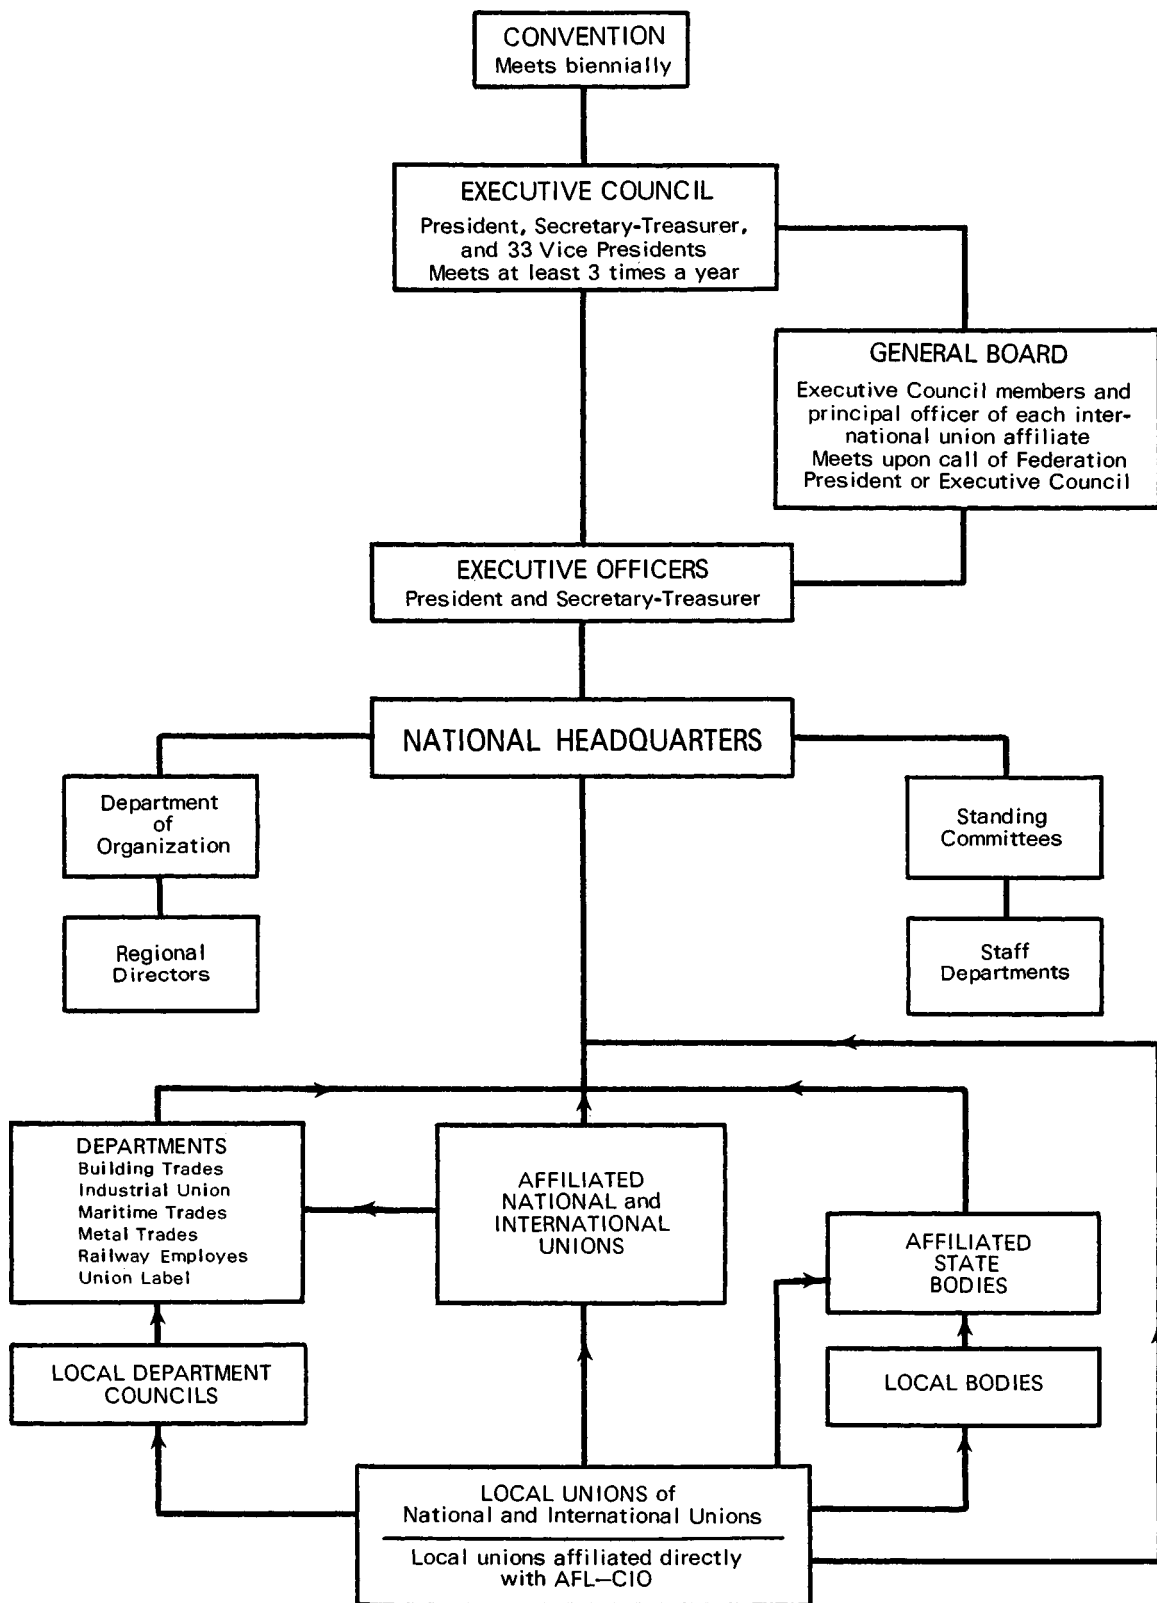 CONVENTION
Meets biennially
EXECUTIVE COUNCIL
President, Secretary-Treasurer,
and 33 Vice Presidents
Meets at least 3 times a year
GENERAL BOARD
Executive Council members and
principal officer of each inter-
national union affiliate
Meets upon call of Federation
President or Executive Council
EXECUTIVE OFFICERS
President and Secretary-Treasurer
NATIONAL HEADQUARTERS
Department
of
Organization
Standing
Committees
Regional
Directors
Staff
Departments
DEPARTMENTS
Building Trades
Industrial Union
Maritime Trades
Metal Trades
Railway Employes
Union Label
AFFILIATED
NATIONAL and
INTERNATIONAL
UNIONS
AFFILIATED
STATE
BODIES
LOCAL DEPARTMENT
COUNCILS
LOCAL BODIES
LOCAL UNIONS of
National and International Unions
Local unions affiliated directly
with AFL—CIO